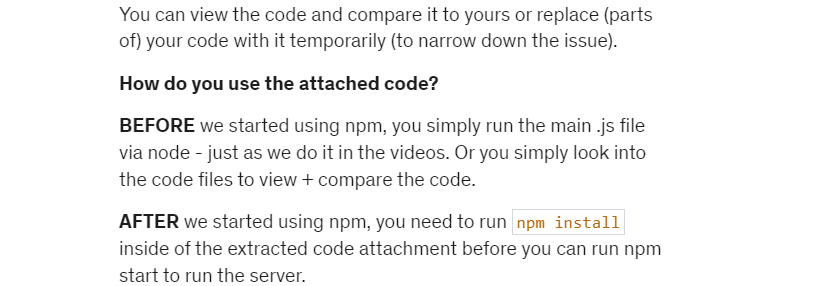 You can view the code and compare it to yours or replace (parts
of) your code with it temporarily (to narrow down the issue).
How do you use the attached code?
BEFORE we started using npm, you simply run the main .js file
via node - just as we do it in the videos. Or you simply look into
the code files to view + compare the code.
AFTER we started using npm, you need to run npm install
inside of the extracted code attachment before you can run npm
start to run the server.